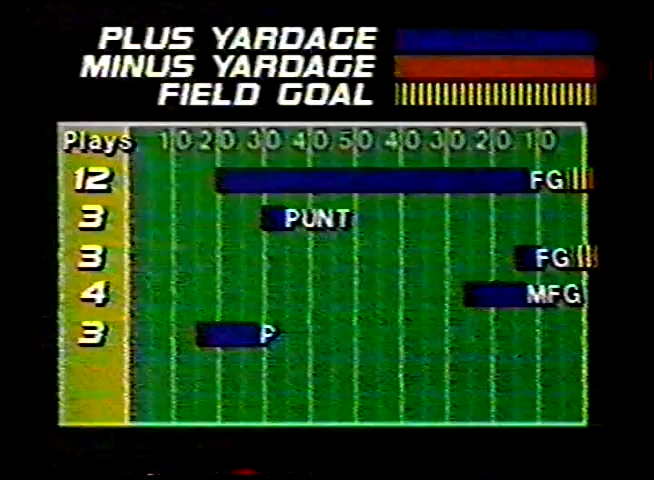 PLUS YARDAGE
MINUS YARDAGE
FIELD GOAL
Plays 10 20 30 40 50 40 30 20 10
12 FG
3 PUNT
3 FG
4 MFG
3 P